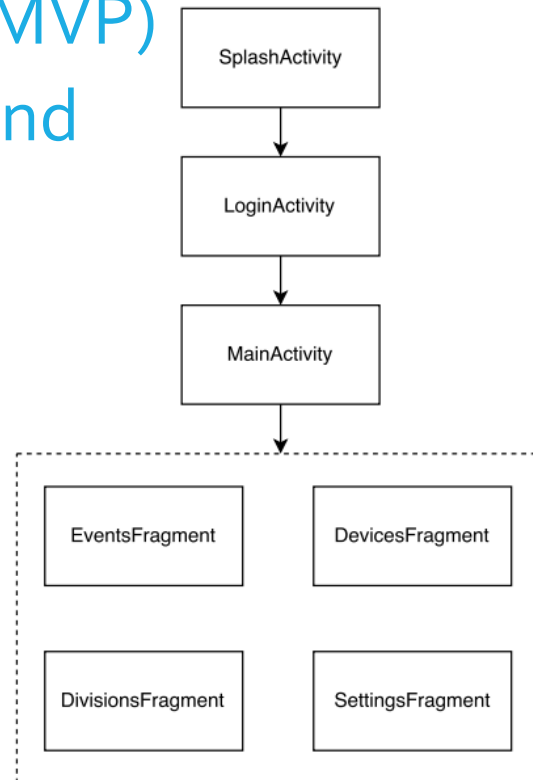 MVP)
nd
SplashActivity
LoginActivity
MainActivity
EventsFragment
DevicesFragment
DivisionsFragment
SettingsFragment